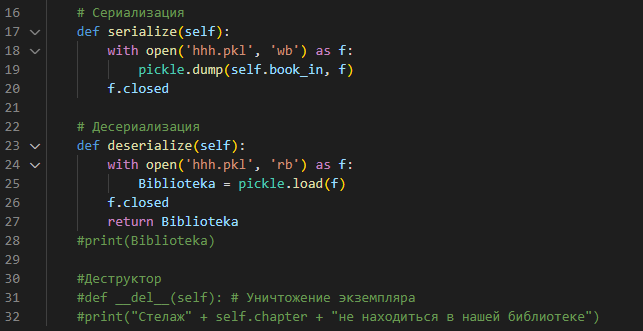 16 # Сериализация
17 def serialize(self):
18 with open('hhh.pkl', 'wb') as f:
19 pickle.dump(self.book_in, f)
20 f.closed
21
22 # Десериализация
23 def deserialize(self):
24 with open('hhh.pkl', 'rb') as f:
25 Biblioteka = pickle.load(f)
26 f.closed
27 return Biblioteka
28 #print(Biblioteka)
29
30 #Деструктор
31 #def __del__(self): # Уничтожение экземпляра
32 #print("Стелаж" + self.chapter + "не находиться в нашей библиотеке")